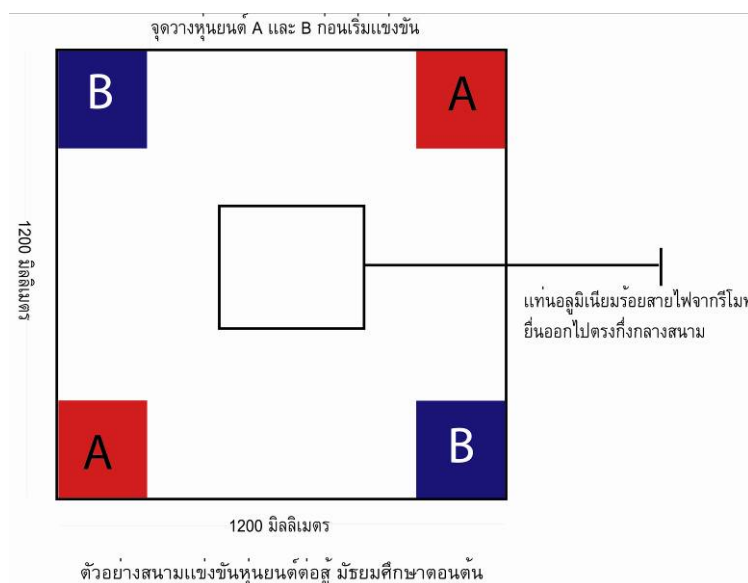 จุดวางหุ่นยนต์ A และ B ก่อนเริ่มแข่งขัน
B
A
1200 มิลลิเมตร
แท่นอลูมิเนียมร้อยสายไฟจากรีโมท
ยื่นออกไปตรงกึ่งกลางสนาม
A
B
1200 มิลลิเมตร
ตัวอย่างสนามแข่งขันหุ่นยนต์ต่อสู้ มัธยมศึกษาตอนต้น